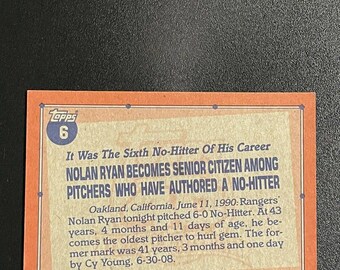 Topps
6
It Was The Sixth No-Hitter Of His Career
NOLAN RYAN BECOMES SENIOR CITIZEN AMONG
PITCHERS WHO HAVE AUTHORED A NO-HITTER
Oakland, California, June 11, 1990: Rangers'
Nolan Ryan tonight pitched 6-0 No-Hitter. At 43
years, 4 months and 11 days of age, he be-
comes the oldest pitcher to hurl gem. The for-
mer mark was 41 years, 3 months and one day
by Cy Young, 6-30-08.